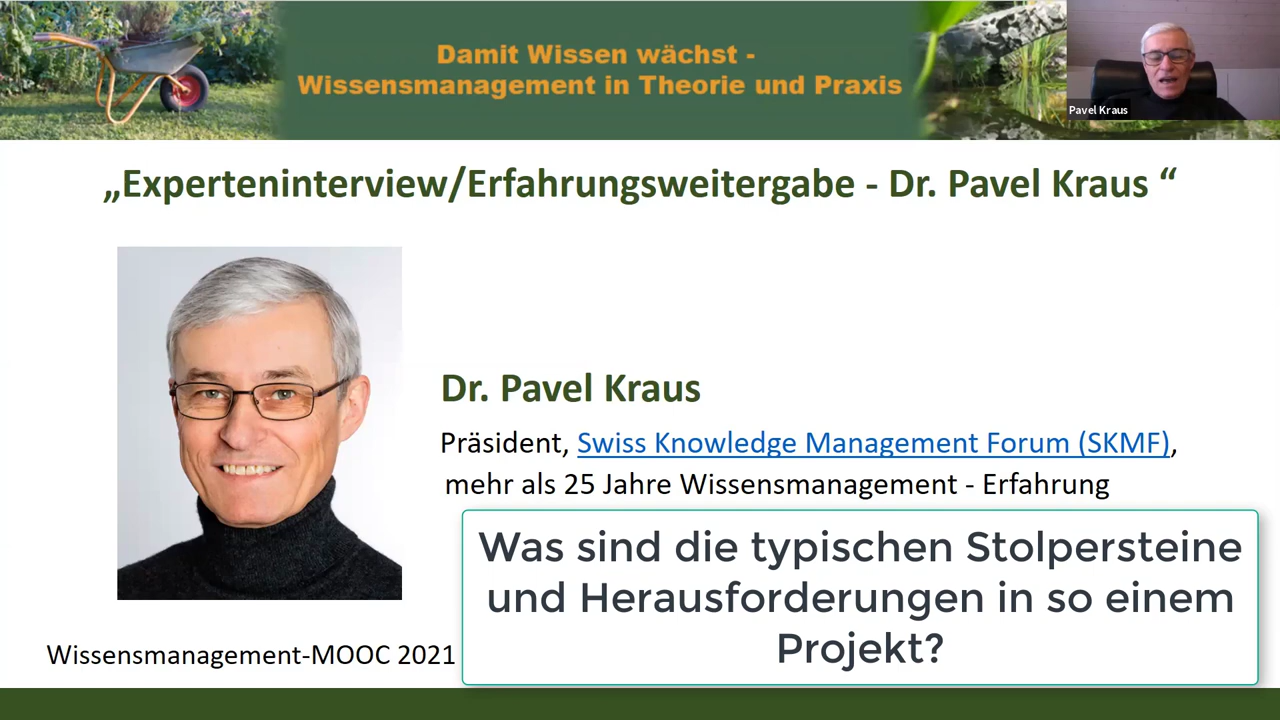 Damit Wissen wächst -
Wissensmanagement in Theorie und Praxis
Pavel Kraus
„Experteninterview/Erfahrungsweitergabe - Dr. Pavel Kraus “
Dr. Pavel Kraus
Präsident, Swiss Knowledge Management Forum (SKMF),
mehr als 25 Jahre Wissensmanagement - Erfahrung
Was sind die typischen Stolpersteine
und Herausforderungen in so einem
Projekt?
Wissensmanagement-MOOC 2021